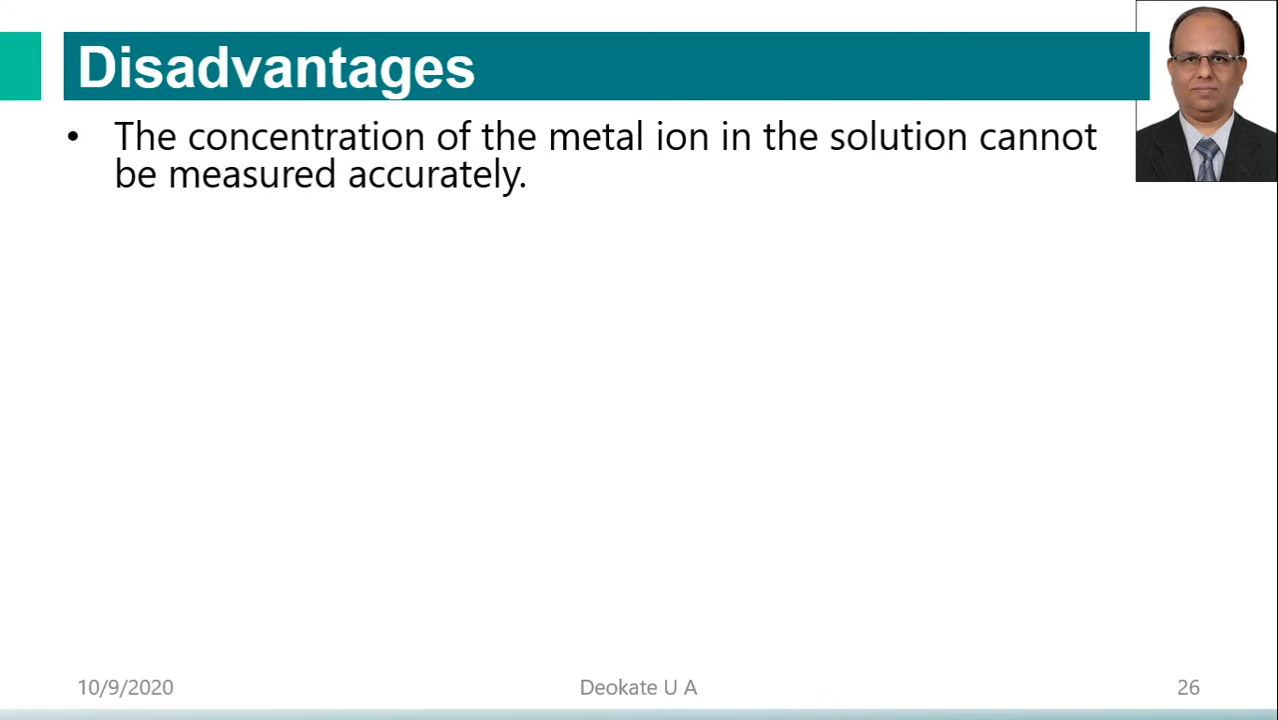 Disadvantages
• The concentration of the metal ion in the solution cannot
be measured accurately.
10/9/2020
Deokate U A
26